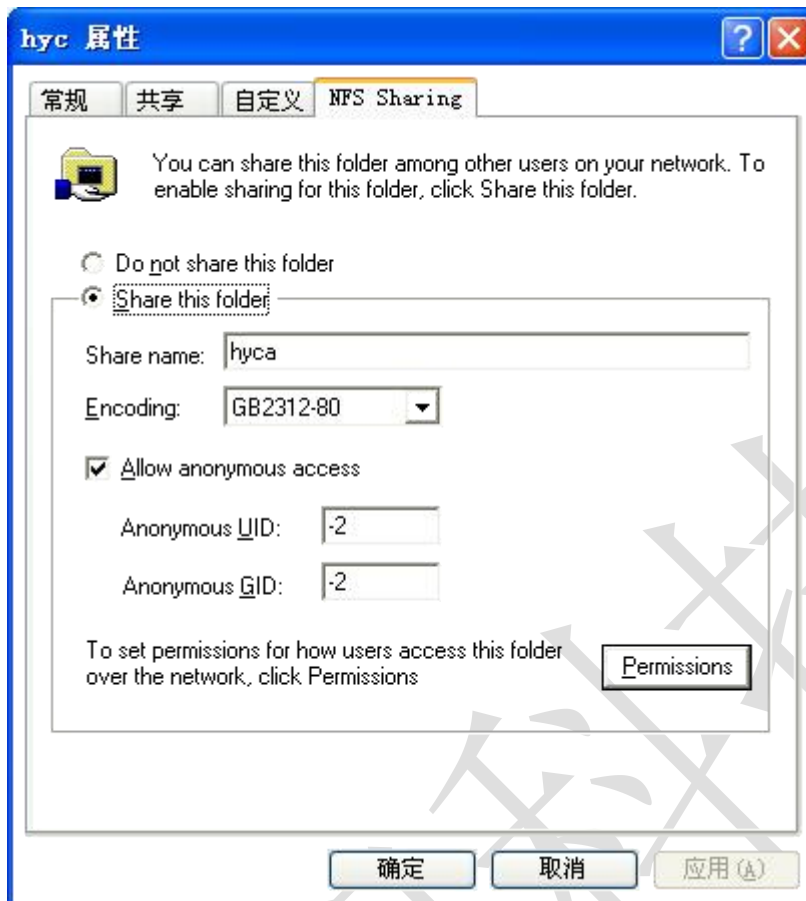 hyc 属性
常规 共享 自定义 NFS Sharing
You can share this folder among other users on your network. To
enable sharing for this folder, click Share this folder.
Do not share this folder
Share this folder
Share name: hyca
Encoding: GB2312-80
Allow anonymous access
Anonymous UID: -2
Anonymous GID: -2
To set permissions for how users access this folder
over the network, click Permissions
Permissions
确定 取消 应用(A)